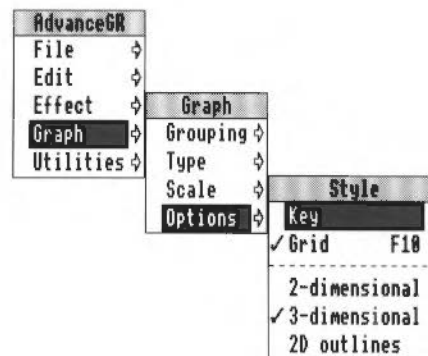 AdvanceGR
File
Edit
Effect
Graph
Utilities
Graph
Grouping
Type
Scale
Options
Style
Key
✓ Grid F10
2-dimensional
✓ 3-dimensional
2D outlines